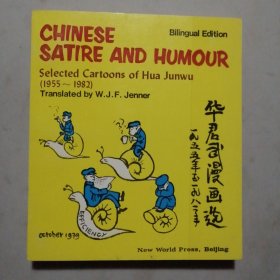 CHINESE
SATIRE AND HUMOUR
Bilingual Edition
Selected Cartoons of Hua Junwu
(1955~1982)
Translated by W.J.F. Jenner
华君武漫画选
一九五五年至一九八二年
October 1979
EFFICIENCY
New World Press, Beijing